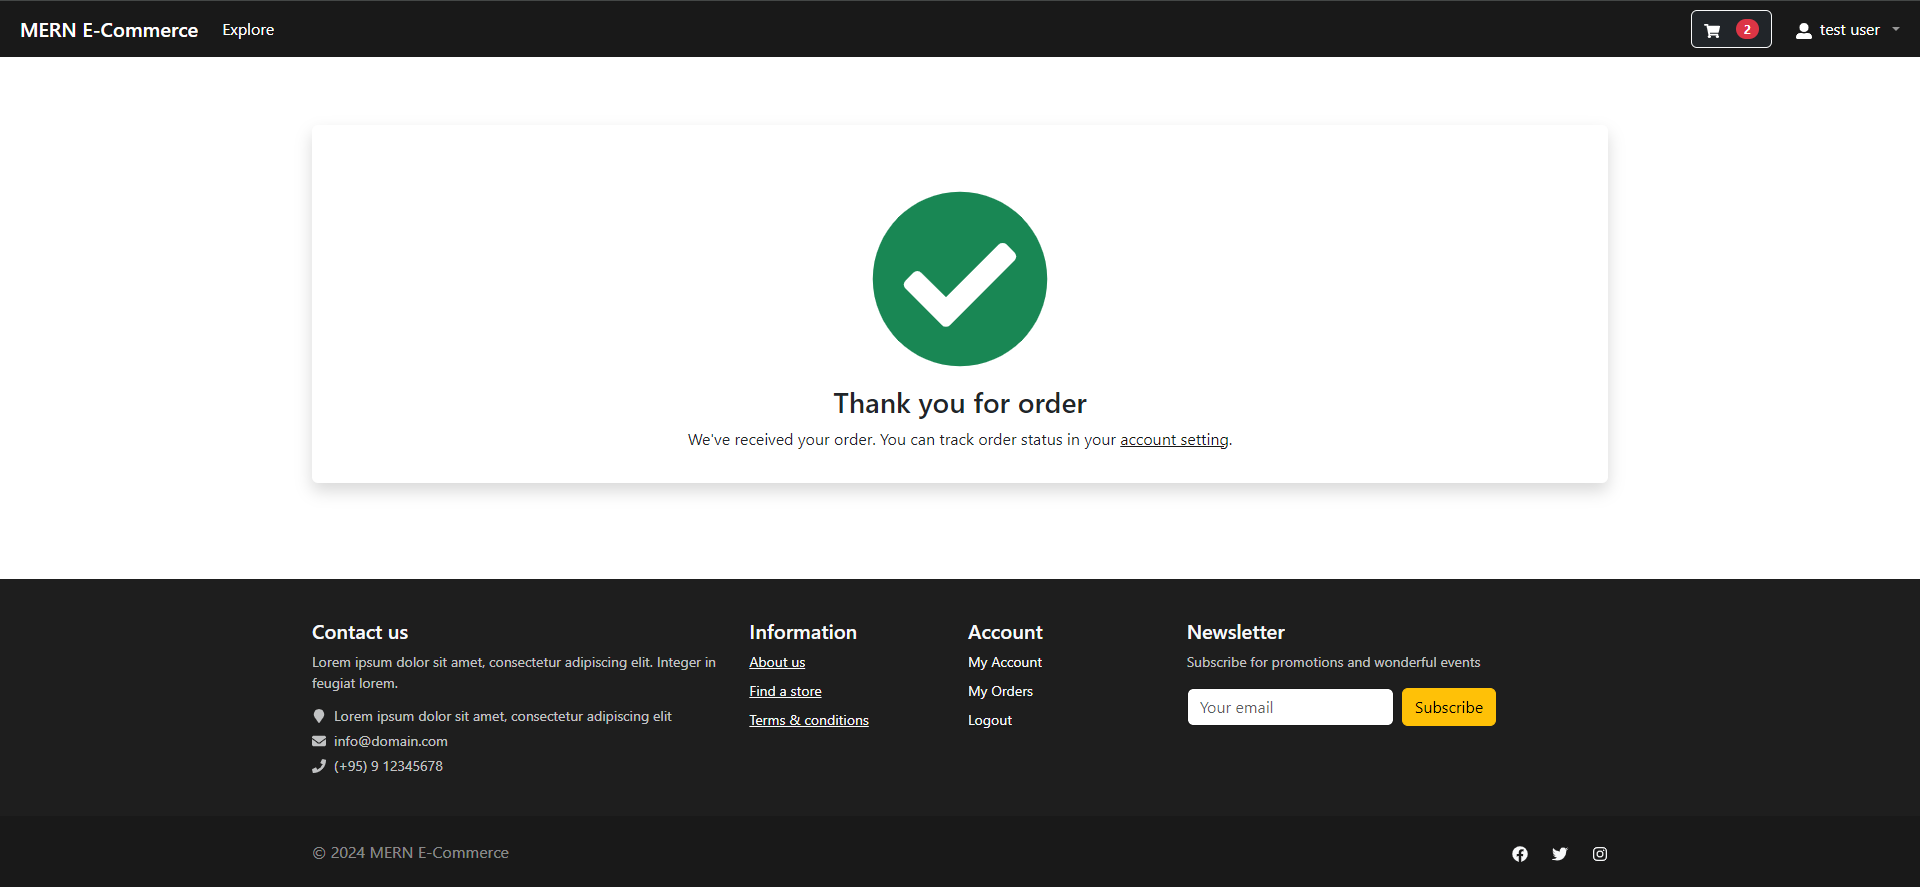 MERN E-Commerce
Explore
2
test user
Thank you for order
We've received your order. You can track order status in your account setting.
Contact us
Lorem ipsum dolor sit amet, consectetur adipiscing elit. Integer in
feugiat lorem.
Lorem ipsum dolor sit amet, consectetur adipiscing elit
info@domain.com
(+95) 9 12345678
Information
About us
Find a store
Terms & conditions
Account
My Account
My Orders
Logout
Newsletter
Subscribe for promotions and wonderful events
Your email
Subscribe
© 2024 MERN E-Commerce